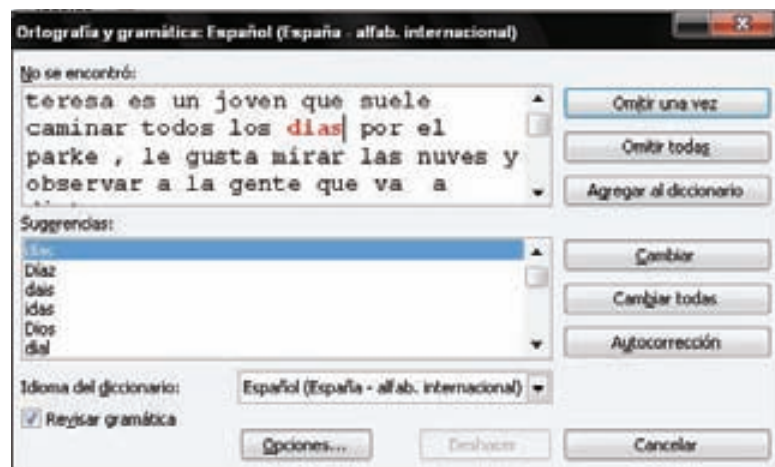 Ortografía y gramática: Español (España - alfab. internacional)
No se encontró:
teresa es un joven que suele
caminar todos los dias por el
parke , le gusta mirar las nuves y
observar a la gente que va a
Omitir una vez
Omitir todas
Agregar al diccionario
Sugerencias:
días
Díaz
dais
idas
Dios
dial
Cambiar
Cambiar todas
Autocorrección
Idioma del diccionario:
Español (España - alfab. internacional)
Revisar gramática
Opciones...
Deshacer
Cancelar